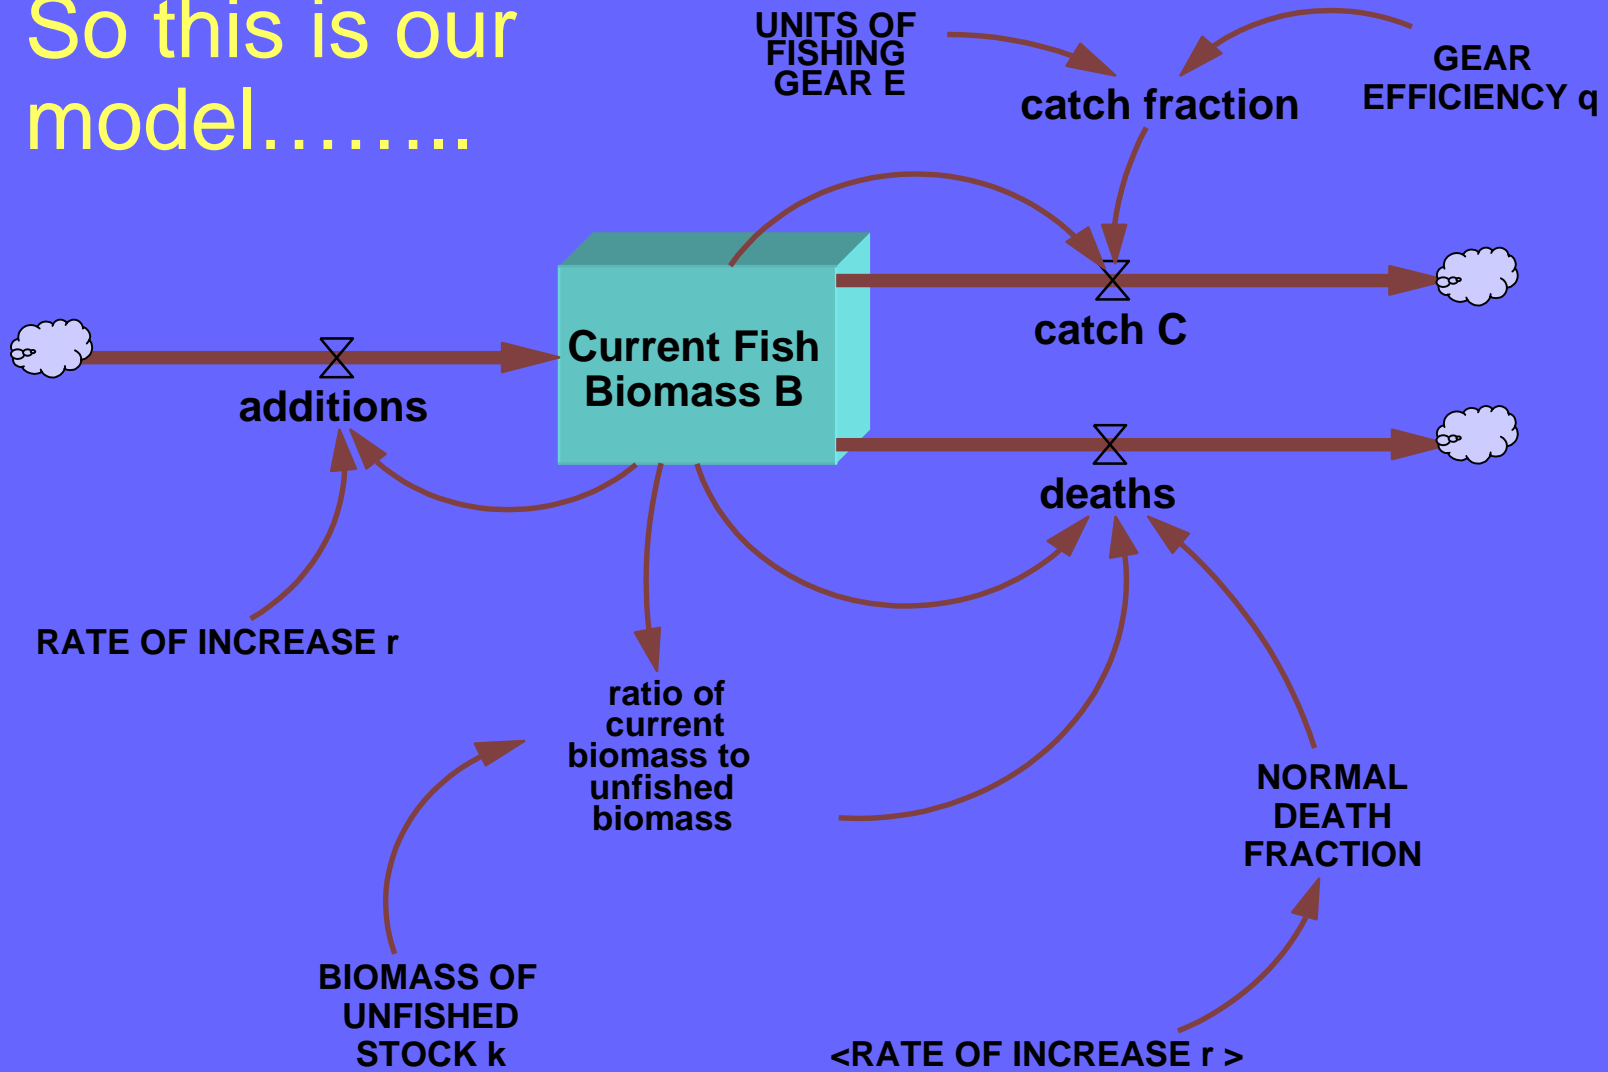 So this is our
model........
UNITS OF
FISHING
GEAR E
GEAR
EFFICIENCY q
catch fraction
Current Fish
Biomass B
catch C
additions
deaths
RATE OF INCREASE r
ratio of
current
biomass to
unfished
biomass
NORMAL
DEATH
FRACTION
BIOMASS OF
UNFISHED
STOCK k
<RATE OF INCREASE r >